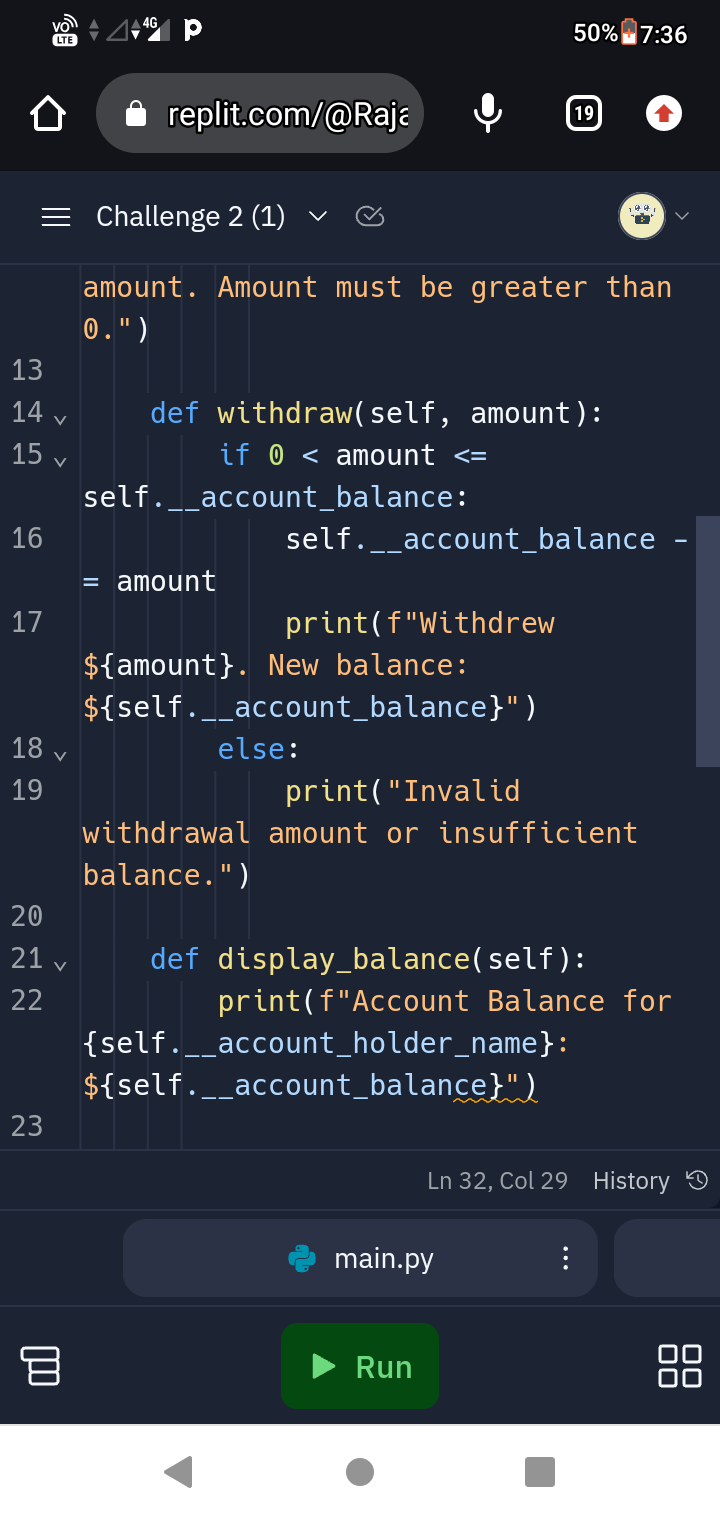 VO LTE 4G 50% 7:36
replit.com/@Raja 19
Challenge 2 (1)
amount. Amount must be greater than
0.")
13
14 def withdraw(self, amount):
15 if 0 < amount <=
self.__account_balance:
16 self.__account_balance -
= amount
17 print(f"Withdrew
${amount}. New balance:
${self.__account_balance}")
18 else:
19 print("Invalid
withdrawal amount or insufficient
balance.")
20
21 def display_balance(self):
22 print(f"Account Balance for
{self.__account_holder_name}:
${self.__account_balance}")
23
Ln 32, Col 29 History
main.py
Run